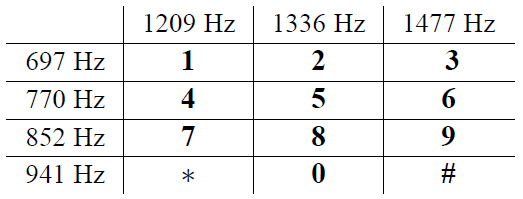 1209 Hz 1336 Hz 1477 Hz
697 Hz 1 2 3
770 Hz 4 5 6
852 Hz 7 8 9
941 Hz * 0 #